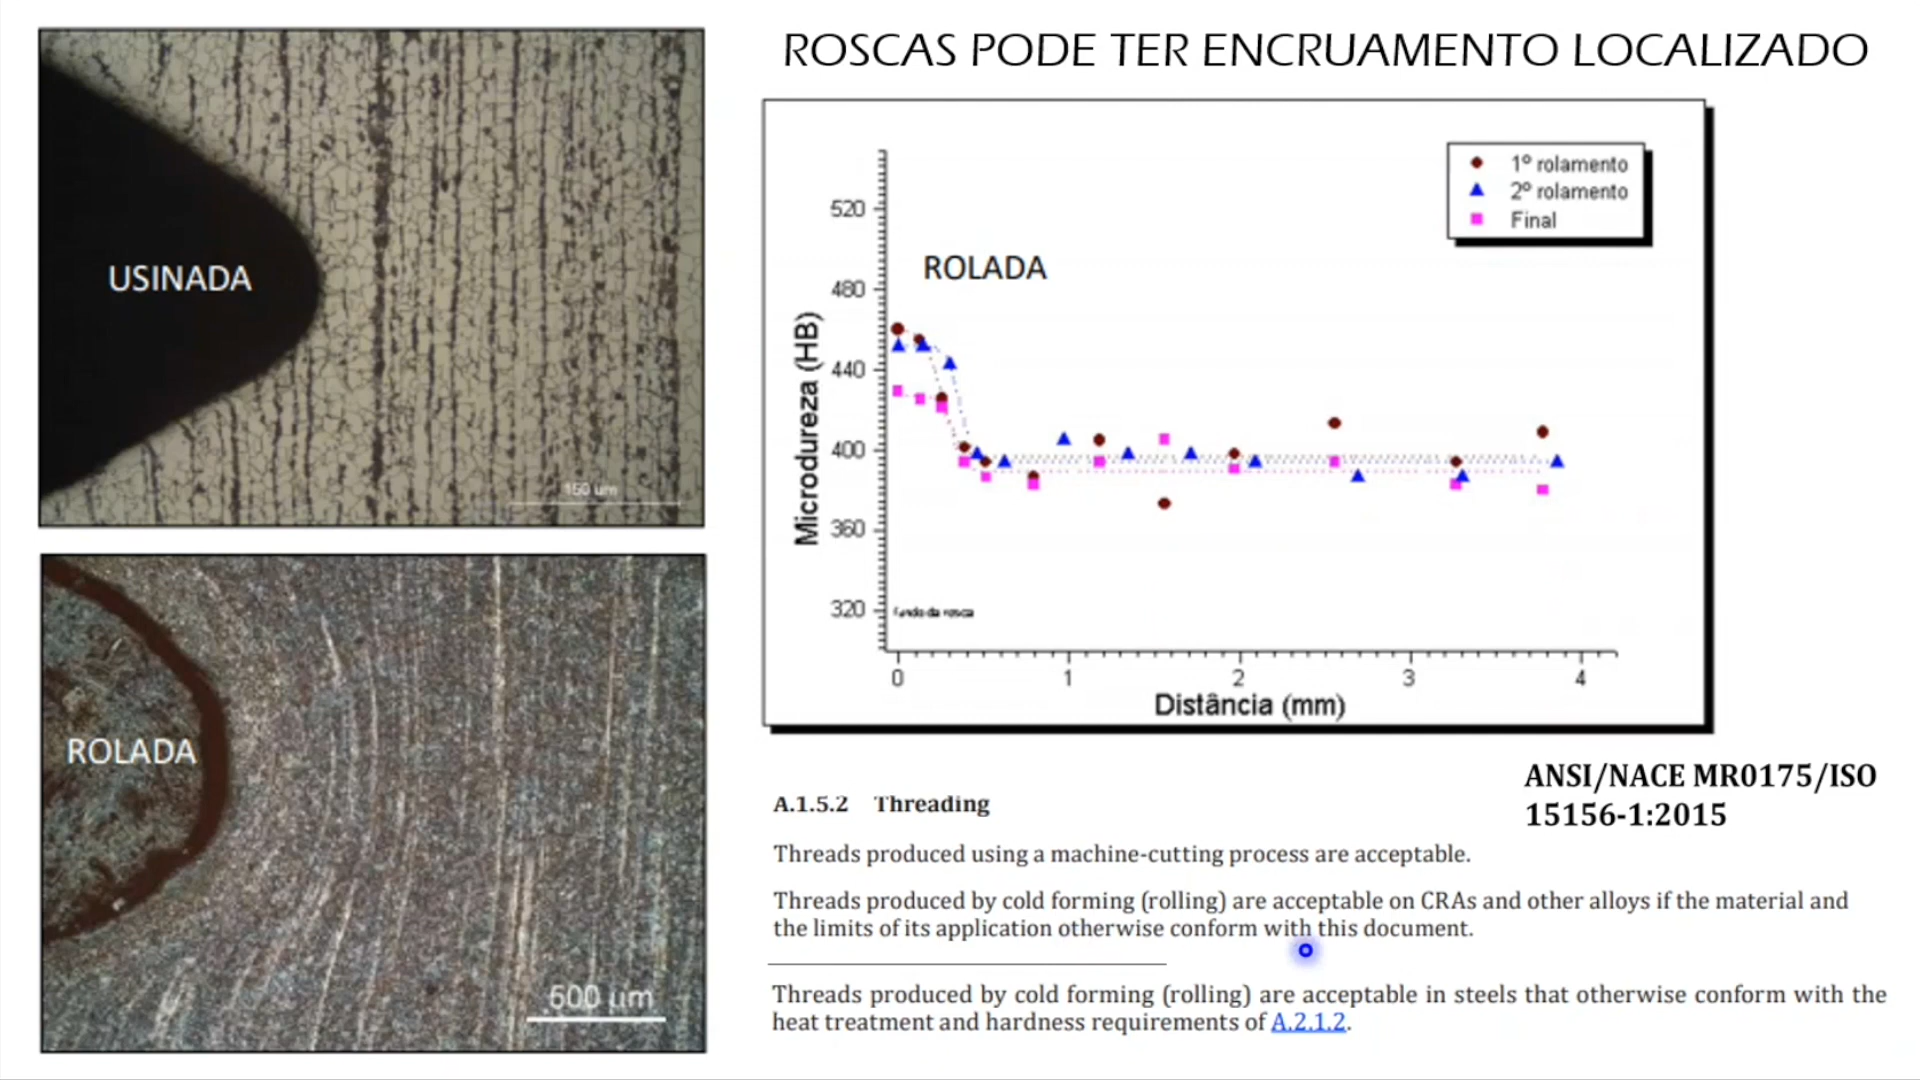 ROSCAS PODE TER ENCRUAMENTO LOCALIZADO
USINADA
150 um
ROLADA
500 um
1º rolamento
2º rolamento
Final
ROLADA
Microdureza (HB)
520
480
440
400
360
320
Fundo da rosca
0 1 2 3 4
Distância (mm)
ANSI/NACE MR0175/ISO
15156-1:2015
A.1.5.2 Threading
Threads produced using a machine-cutting process are acceptable.
Threads produced by cold forming (rolling) are acceptable on CRAs and other alloys if the material and
the limits of its application otherwise conform with this document.
Threads produced by cold forming (rolling) are acceptable in steels that otherwise conform with the
heat treatment and hardness requirements of A.2.1.2.